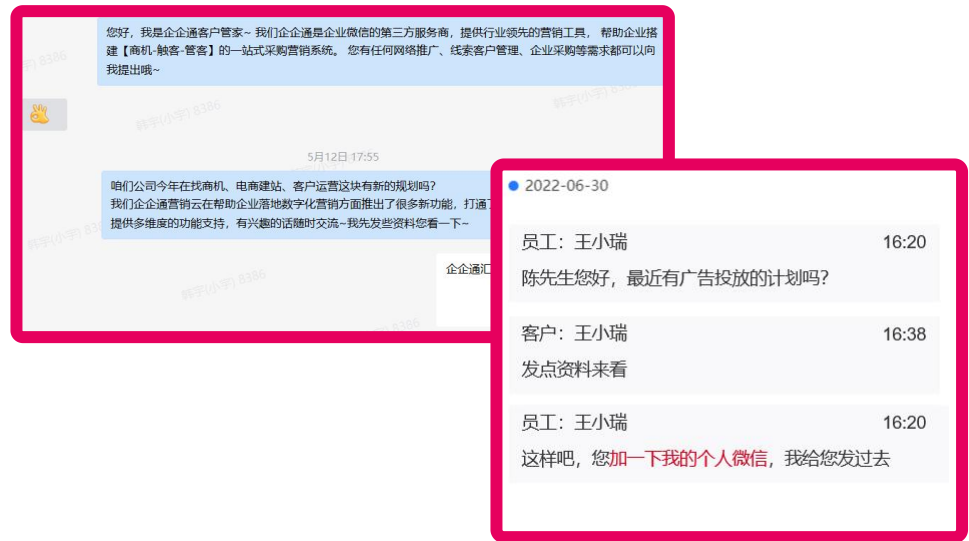 您好，我是企企通客户管家~ 我们企企通是企业微信的第三方服务商，提供行业领先的营销工具， 帮助企业搭
建【商机-触客-管客】的一站式采购营销系统。 您有任何网络推广、线索客户管理、企业采购等需求都可以向
我提出哦~
韩宇(小宇) 8386
5月12日 17:55
咱们公司今年在找商机、电商建站、客户运营这块有新的规划吗？
我们企企通营销云在帮助企业落地数字化营销方面推出了很多新功能，打通
提供多维度的功能支持，有兴趣的话随时交流~我先发些资料您看一下~
韩宇(小宇) 8386
企企通汇
2022-06-30
员工：王小瑞 16:20
陈先生您好，最近有广告投放的计划吗？
客户：王小瑞 16:38
发点资料来看
员工：王小瑞 16:20
这样吧，您加一下我的个人微信，我给您发过去